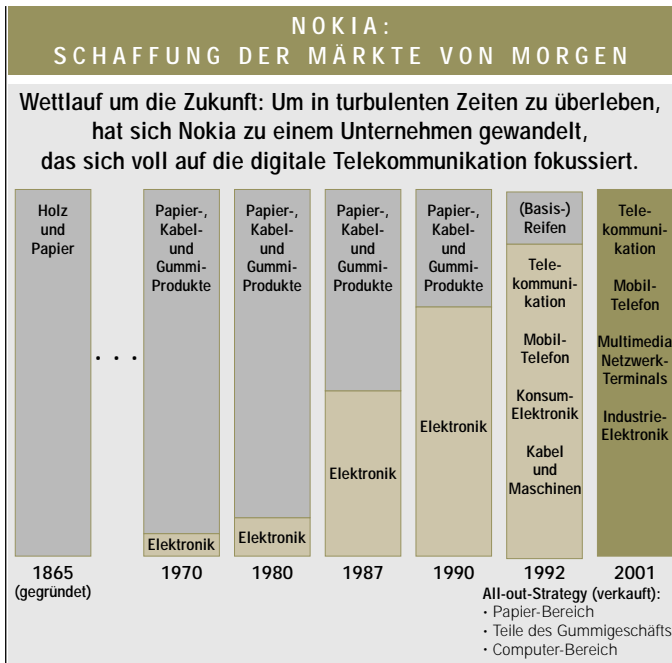 NOKIA:
SCHAFFUNG DER MÄRKTE VON MORGEN
Wettlauf um die Zukunft: Um in turbulenten Zeiten zu überleben,
hat sich Nokia zu einem Unternehmen gewandelt,
das sich voll auf die digitale Telekommunikation fokussiert.
Holz
und
Papier
. . .
Papier-,
Kabel-
und
Gummi-
Produkte
Elektronik
Papier-,
Kabel-
und
Gummi-
Produkte
Elektronik
Papier-,
Kabel-
und
Gummi-
Produkte
Elektronik
Papier-,
Kabel-
und
Gummi-
Produkte
Elektronik
(Basis-)
Reifen
Tele-
kommuni-
kation
Mobil-
Telefon
Konsum-
Elektronik
Kabel
und
Maschinen
Tele-
kommuni-
kation
Mobil-
Telefon
Multimedia
Netzwerk-
Terminals
Industrie-
Elektronik
1865
(gegründet)
1970
1980
1987
1990
1992
2001
All-out-Strategy (verkauft):
· Papier-Bereich
· Teile des Gummigeschäfts
· Computer-Bereich